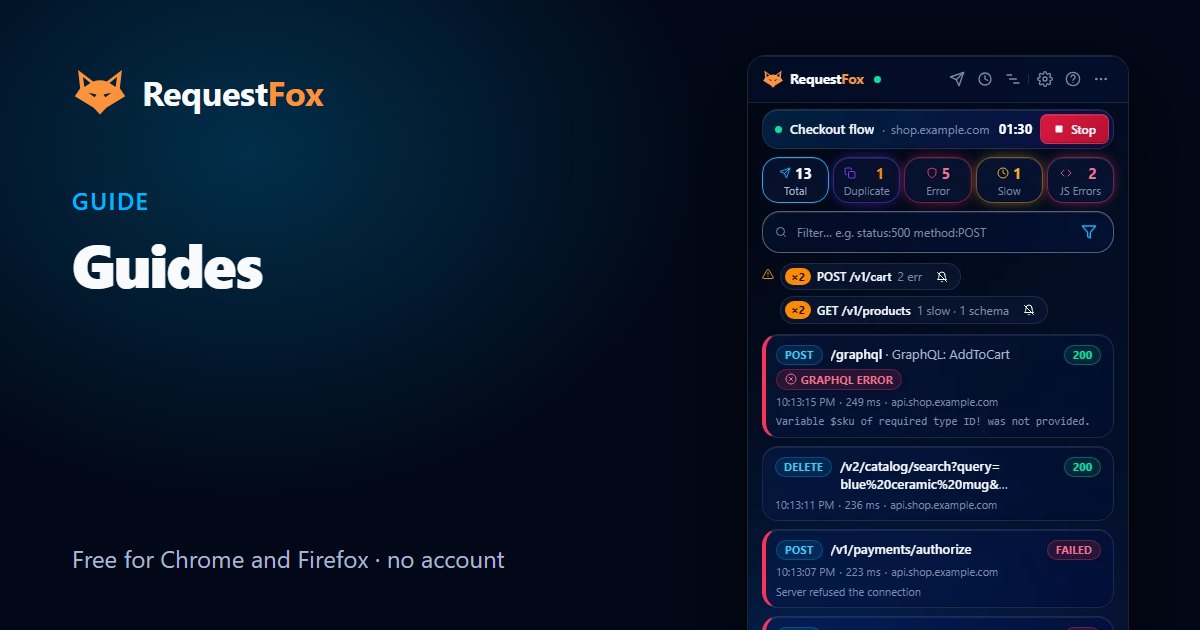 RequestFox
GUIDE
Guides
Free for Chrome and Firefox · no account
RequestFox
Checkout flow · shop.example.com 01:30 Stop
13 Total
1 Duplicate
5 Error
1 Slow
2 JS Errors
Filter... e.g. status:500 method:POST
×2 POST /v1/cart 2 err
×2 GET /v1/products 1 slow · 1 schema
POST /graphql · GraphQL: AddToCart 200
GRAPHQL ERROR
10:13:15 PM · 249 ms · api.shop.example.com
Variable $sku of required type ID! was not provided.
DELETE /v2/catalog/search?query=
blue%20ceramic%20mug&... 200
10:13:11 PM · 236 ms · api.shop.example.com
POST /v1/payments/authorize FAILED
10:13:07 PM · 223 ms · api.shop.example.com
Server refused the connection